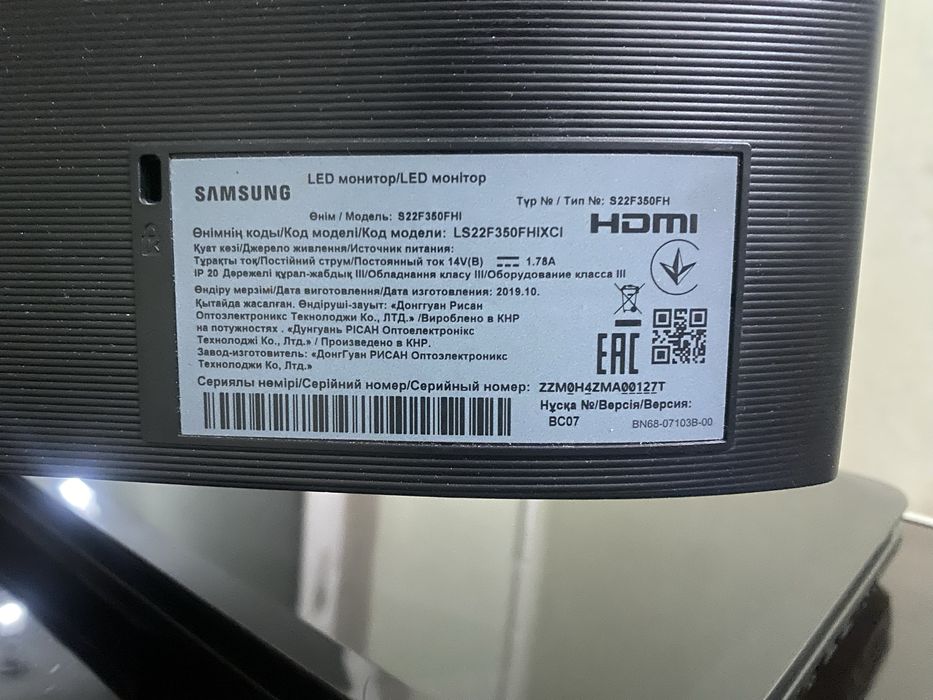 LED монитор/LED монітор
SAMSUNG
Түр № / Тип №: S22F350FH
Өнім / Модель: S22F350FHI
HDMI
Өнімнің коды/Код моделі/Код модели: LS22F350FHIXCI
Қуат көзі/Джерело живлення/Источник питания:
Тұрақты ток/Постійний струм/Постоянный ток 14V(В) ⎓ 1.78A
IP 20 Дәрежелі құрал-жабдық III/Обладнання класу III/Оборудование класса III
Өндіру мерзімі/Дата виготовлення/Дата изготовления: 2019.10.
Қытайда жасалған. Өндіруші-зауыт: «Донггуан Рисан
Оптоэлектроникс Текнолоджи Ко., ЛТД.» /Вироблено в КНР
на потужностях . «Дунгуань РІСАН Оптоелектронікс
Технолоджі Ко., Лтд.» / Произведено в КНР.
Завод-изготовитель: «ДонгГуан РИСАН Оптоэлектроникс
Технолоджи Ко, Лтд.»
EAC
Сериялы нөмірі/Серійний номер/Серийный номер: ZZM0H4ZMA00127T
Нұсқа №/Версія/Версия:
BC07
BN68-07103B-00